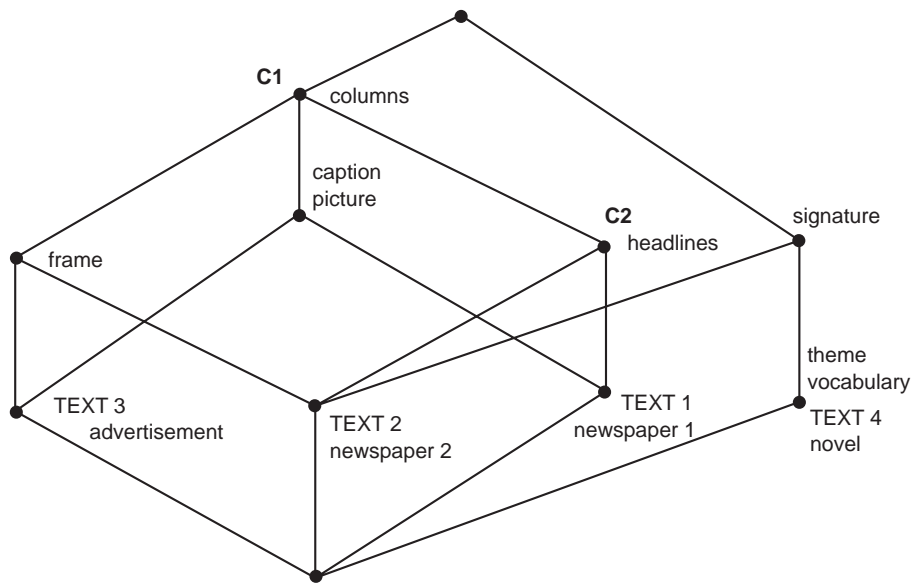 C1
columns
caption
picture
C2
headlines
signature
frame
theme
vocabulary
TEXT 3
advertisement
TEXT 2
newspaper 2
TEXT 1
newspaper 1
TEXT 4
novel